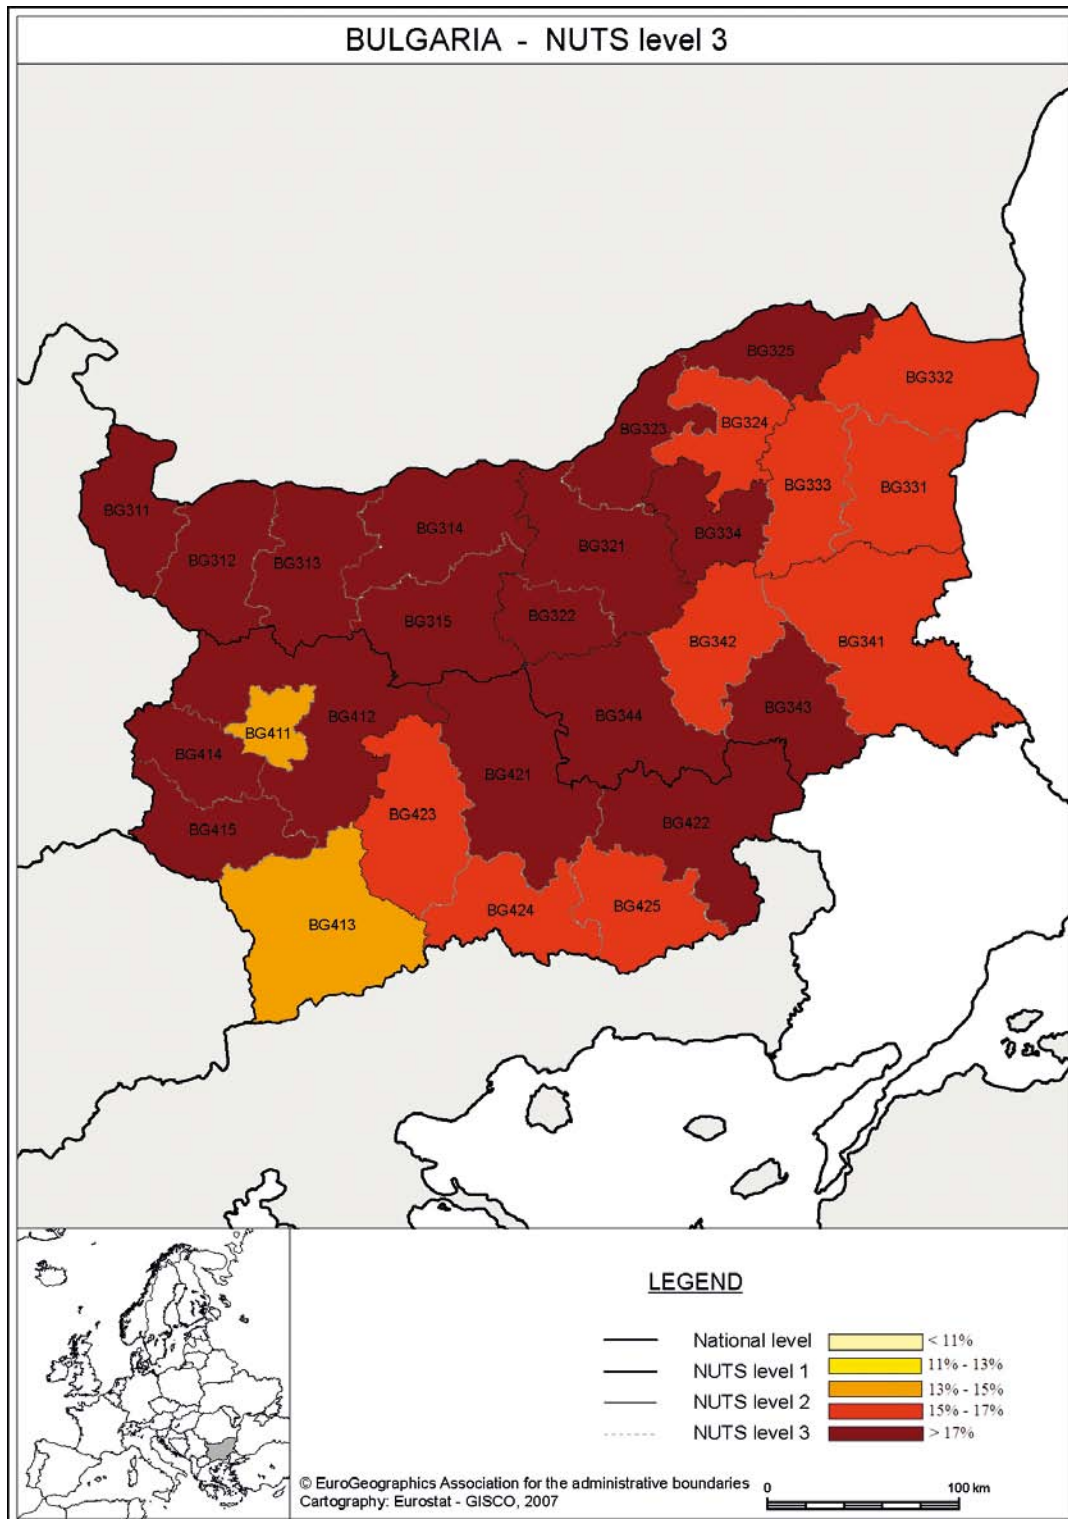 BULGARIA - NUTS level 3
BG325
BG332
BG324
BG323
BG333
BG331
BG311
BG314
BG334
BG321
BG312
BG313
BG322
BG315
BG342
BG341
BG343
BG344
BG412
BG411
BG414
BG421
BG423
BG422
BG415
BG425
BG424
BG413
LEGEND
National level < 11%
NUTS level 1 11% - 13%
NUTS level 2 13% - 15%
15% - 17%
NUTS level 3 > 17%
© EuroGeographics Association for the administrative boundaries
Cartography: Eurostat - GISCO, 2007
0 100 km